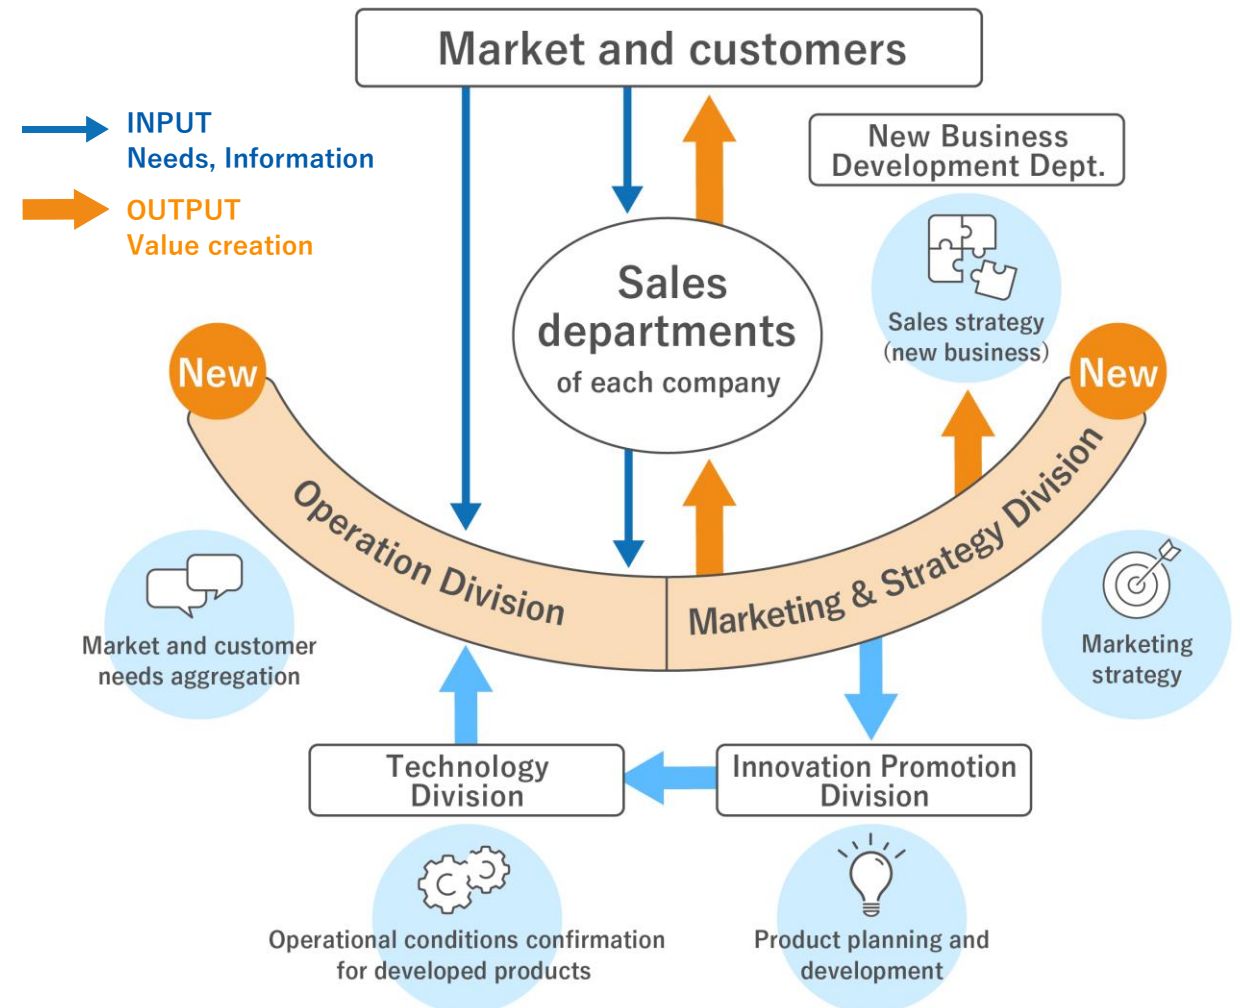 Market and customers
INPUT
Needs, Information
OUTPUT
Value creation
New Business
Development Dept.
Sales strategy
(new business)
Sales
departments
of each company
New
New
Operation Division
Marketing & Strategy Division
Market and customer
needs aggregation
Marketing
strategy
Technology
Division
Innovation Promotion
Division
Operational conditions confirmation
for developed products
Product planning and
development